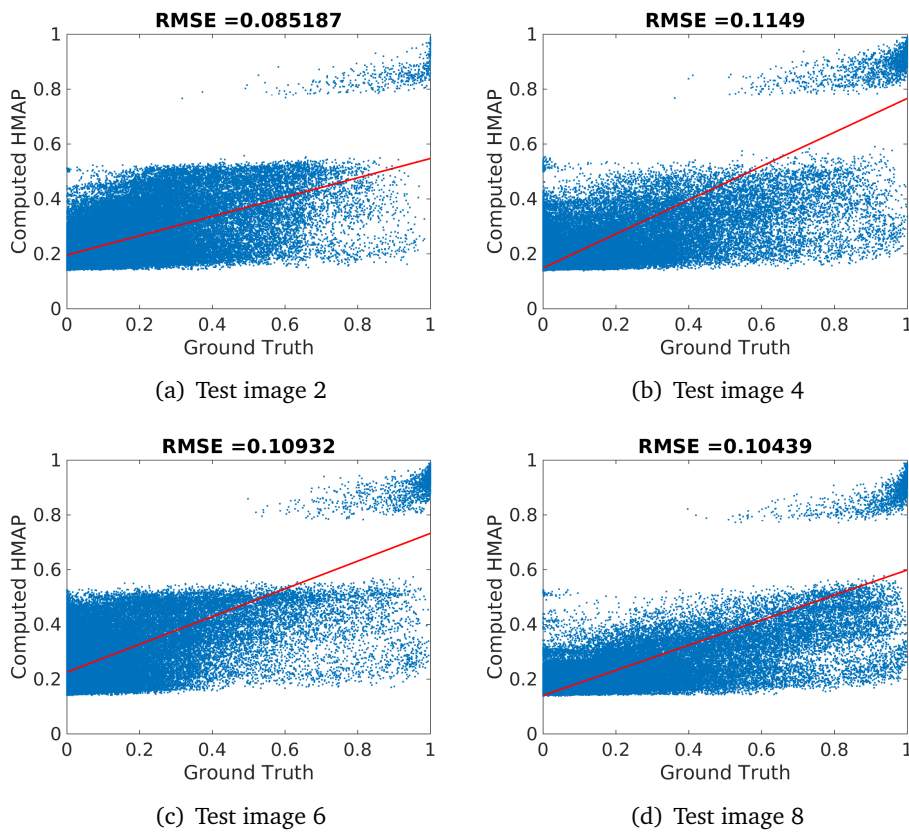 RMSE =0.085187
Computed HMAP
1
0.8
0.6
0.4
0.2
0
0 0.2 0.4 0.6 0.8 1
Ground Truth
(a) Test image 2
RMSE =0.1149
Computed HMAP
1
0.8
0.6
0.4
0.2
0
0 0.2 0.4 0.6 0.8 1
Ground Truth
(b) Test image 4
RMSE =0.10932
Computed HMAP
1
0.8
0.6
0.4
0.2
0
0 0.2 0.4 0.6 0.8 1
Ground Truth
(c) Test image 6
RMSE =0.10439
Computed HMAP
1
0.8
0.6
0.4
0.2
0
0 0.2 0.4 0.6 0.8 1
Ground Truth
(d) Test image 8